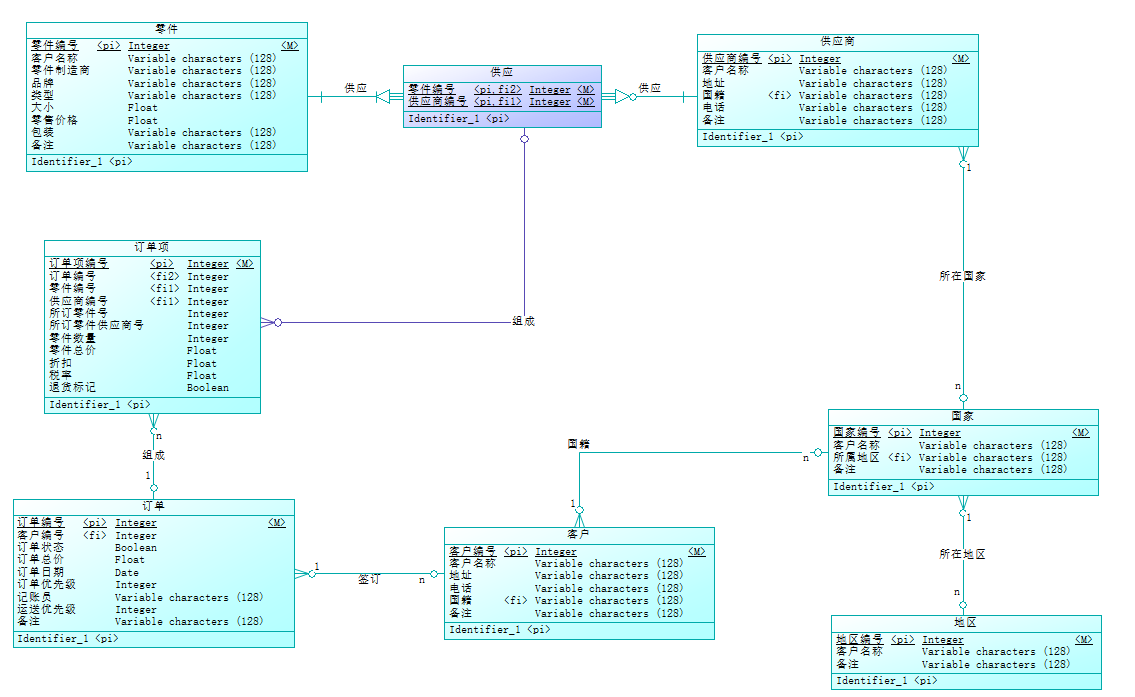 零件
零件编号 <pi> Integer <M>
客户名称 Variable characters (128)
零件制造商 Variable characters (128)
品牌 Variable characters (128)
类型 Variable characters (128)
大小 Float
零售价格 Float
包装 Variable characters (128)
备注 Variable characters (128)
Identifier_1 <pi>
供应
供应
零件编号 <pi,fi2> Integer <M>
供应商编号 <pi,fi1> Integer <M>
Identifier_1 <pi>
供应
供应商
供应商编号 <pi> Integer <M>
客户名称 Variable characters (128)
地址 Variable characters (128)
国籍 <fi> Variable characters (128)
电话 Variable characters (128)
备注 Variable characters (128)
Identifier_1 <pi>
1
所在国家
n
订单项
订单项编号 <pi> Integer <M>
订单编号 <fi2> Integer
零件编号 <fi1> Integer
供应商编号 <fi1> Integer
所订零件号 Integer
所订零件供应商号 Integer
零件数量 Integer
零件总价 Float
折扣 Float
税率 Float
退货标记 Boolean
Identifier_1 <pi>
组成
n
组成
1
国籍
n
1
国家
国家编号 <pi> Integer <M>
客户名称 Variable characters (128)
所属地区 <fi> Variable characters (128)
备注 Variable characters (128)
Identifier_1 <pi>
1
所在地区
n
订单
订单编号 <pi> Integer <M>
客户编号 <fi> Integer
订单状态 Boolean
订单总价 Float
订单日期 Date
订单优先级 Integer
记账员 Variable characters (128)
运送优先级 Integer
备注 Variable characters (128)
Identifier_1 <pi>
1
签订
n
客户
客户编号 <pi> Integer <M>
客户名称 Variable characters (128)
地址 Variable characters (128)
电话 Variable characters (128)
国籍 <fi> Variable characters (128)
备注 Variable characters (128)
Identifier_1 <pi>
地区
地区编号 <pi> Integer <M>
客户名称 Variable characters (128)
备注 Variable characters (128)
Identifier_1 <pi>